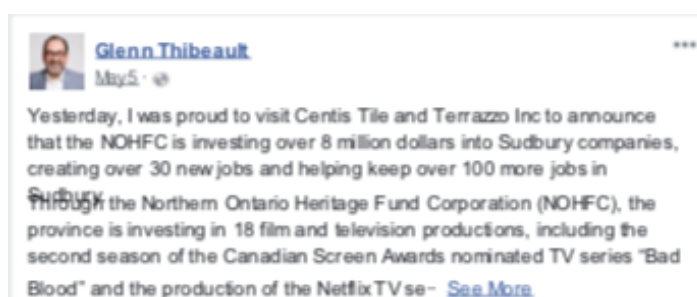 Glenn Thibeault
May 5 ·
Yesterday, I was proud to visit Centis Tile and Terrazzo Inc to announce
that the NOHFC is investing over 8 million dollars into Sudbury companies,
creating over 30 new jobs and helping keep over 100 more jobs in
Sudbury.
Through the Northern Ontario Heritage Fund Corporation (NOHFC), the
province is investing in 18 film and television productions, including the
second season of the Canadian Screen Awards nominated TV series "Bad
Blood" and the production of the Netflix TV se- See More